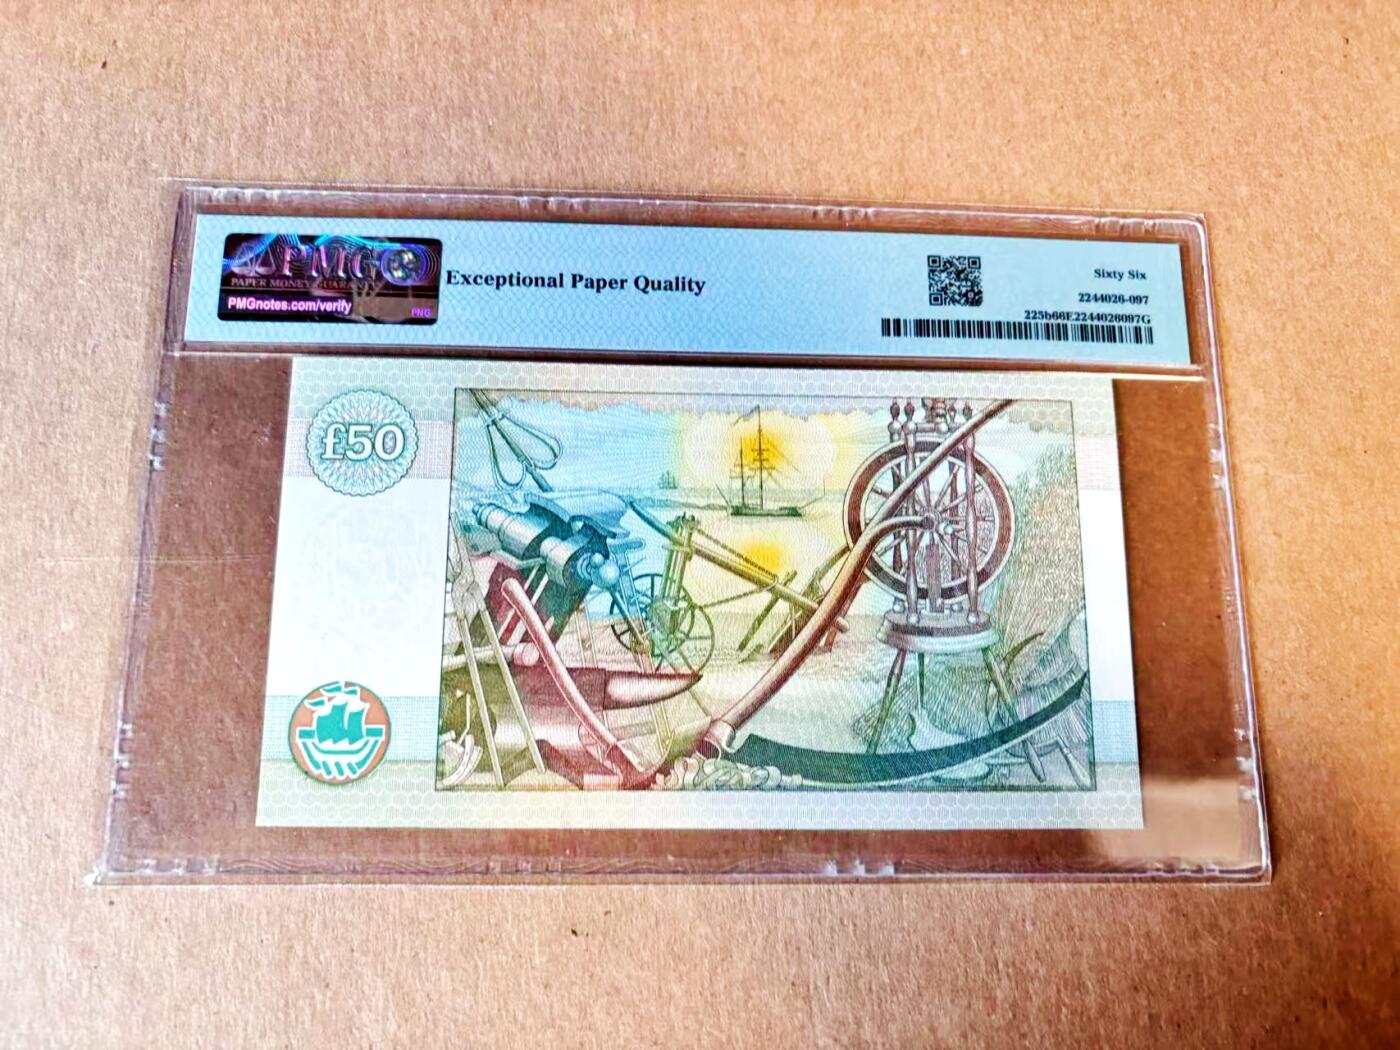 PMG
PAPER MONEY GUARANTY
PMGnotes.com/verify
PNG
Exceptional Paper Quality
Sixty Six
2244026-097
225b66E2244026097G
£50